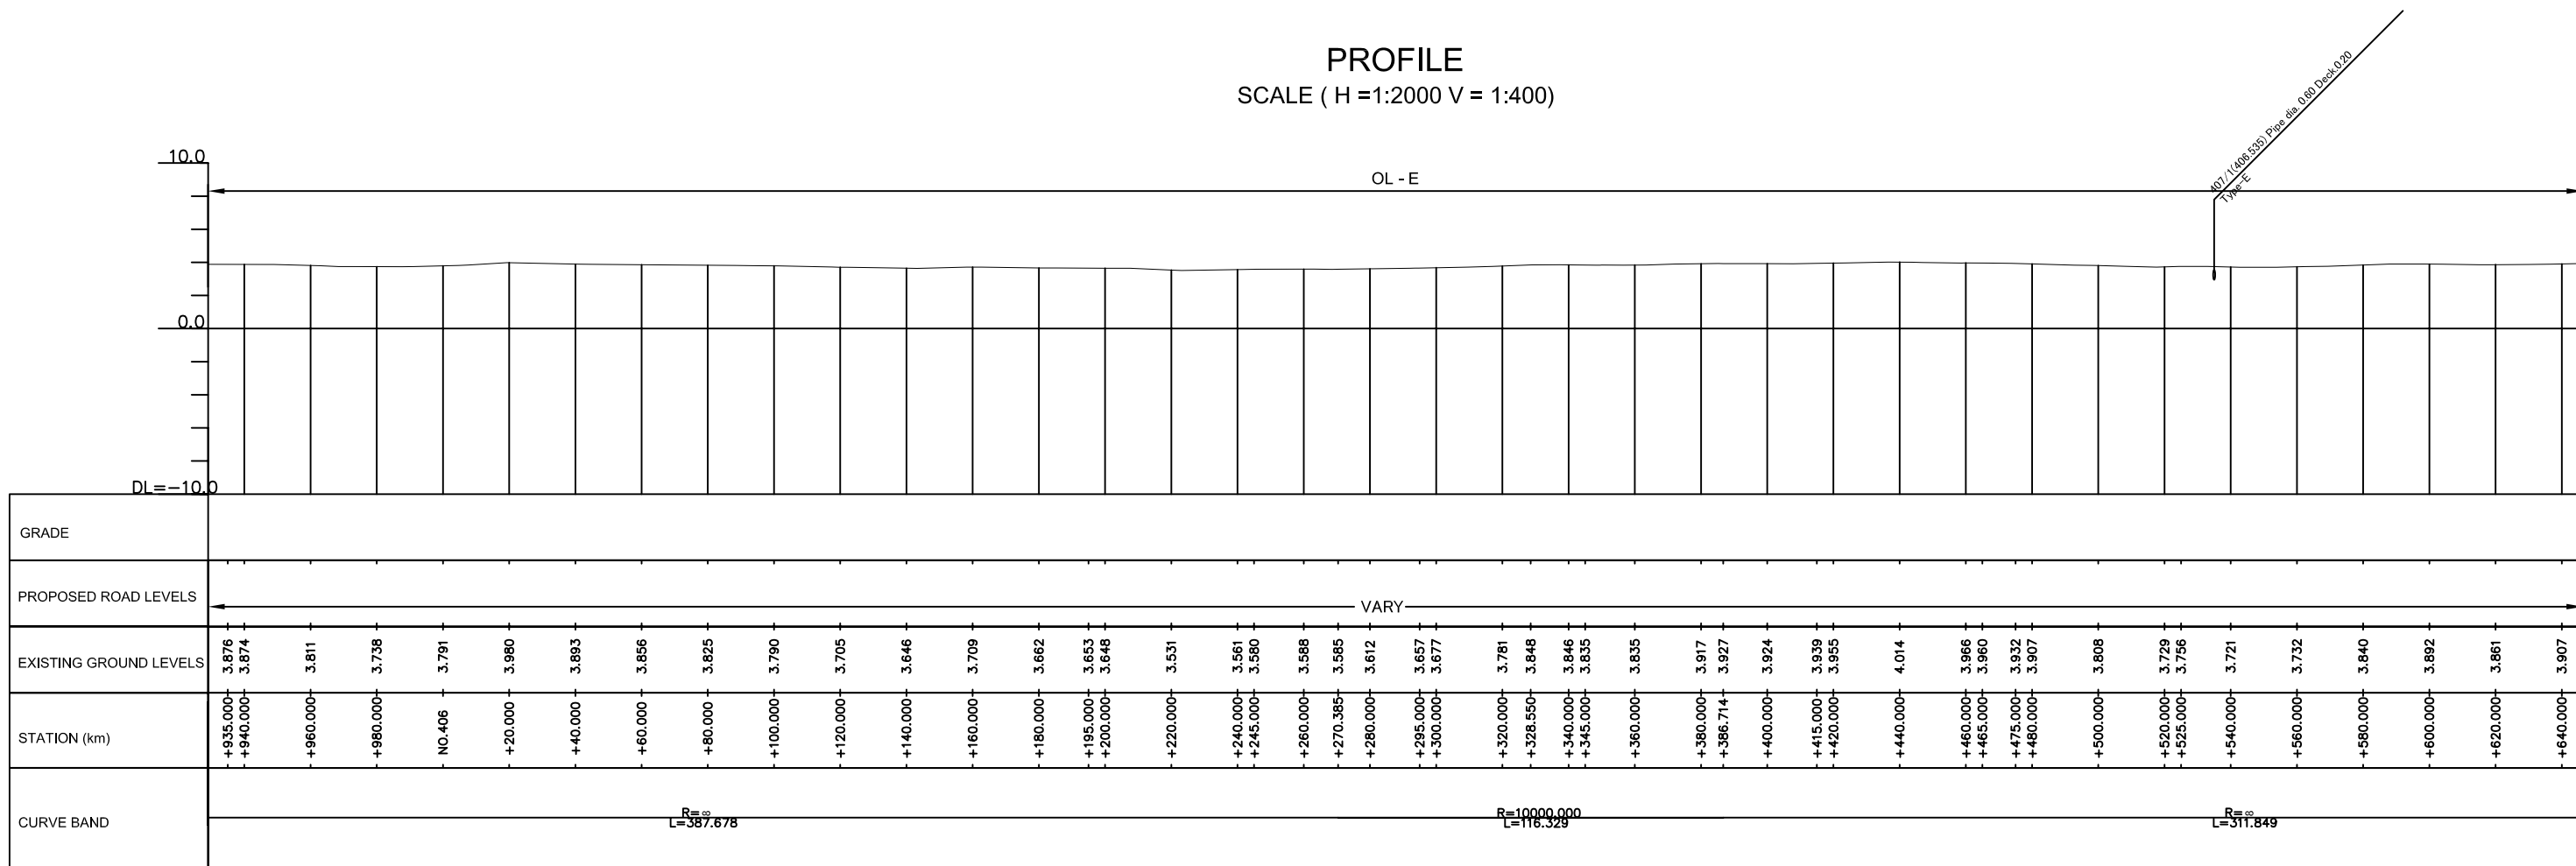 PROFILE
SCALE ( H =1:2000 V = 1:400)
407/1(406.535) Pipe dia. 0.60 Deck:0.20
Type-E
10.0
OL - E
0.0
DL=-10.0
GRADE
PROPOSED ROAD LEVELS
VARY
EXISTING GROUND LEVELS
3.876 3.874 3.811 3.738 3.791 3.980 3.893 3.856 3.825 3.790 3.705 3.646 3.709 3.662 3.653 3.648 3.531 3.561 3.580 3.588 3.585 3.612 3.657 3.677 3.781 3.848 3.846 3.835 3.835 3.917 3.927 3.924 3.939 3.955 4.014 3.966 3.960 3.932 3.907 3.808 3.729 3.756 3.721 3.732 3.840 3.892 3.861 3.907
STATION (km)
+935.000 +940.000 +960.000 +980.000 NO.406 +20.000 +40.000 +60.000 +80.000 +100.000 +120.000 +140.000 +160.000 +180.000 +195.000 +200.000 +220.000 +240.000 +245.000 +260.000 +270.385 +280.000 +295.000 +300.000 +320.000 +328.550 +340.000 +345.000 +360.000 +380.000 +386.714 +400.000 +415.000 +420.000 +440.000 +460.000 +465.000 +475.000 +480.000 +500.000 +520.000 +525.000 +540.000 +560.000 +580.000 +600.000 +620.000 +640.000
CURVE BAND
R=∞
L=387.678
R=10000.000
L=116.329
R=∞
L=311.849